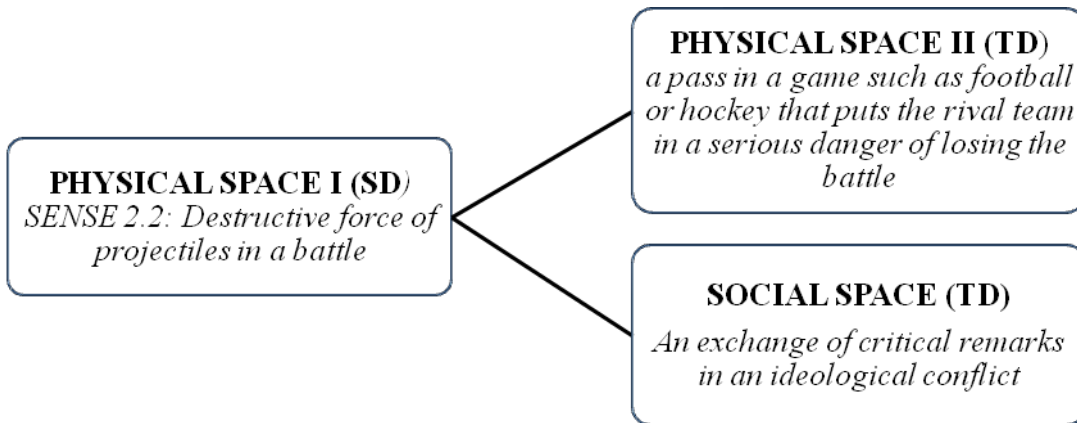 PHYSICAL SPACE I (SD)
SENSE 2.2: Destructive force of
projectiles in a battle
PHYSICAL SPACE II (TD)
a pass in a game such as football
or hockey that puts the rival team
in a serious danger of losing the
battle
SOCIAL SPACE (TD)
An exchange of critical remarks
in an ideological conflict